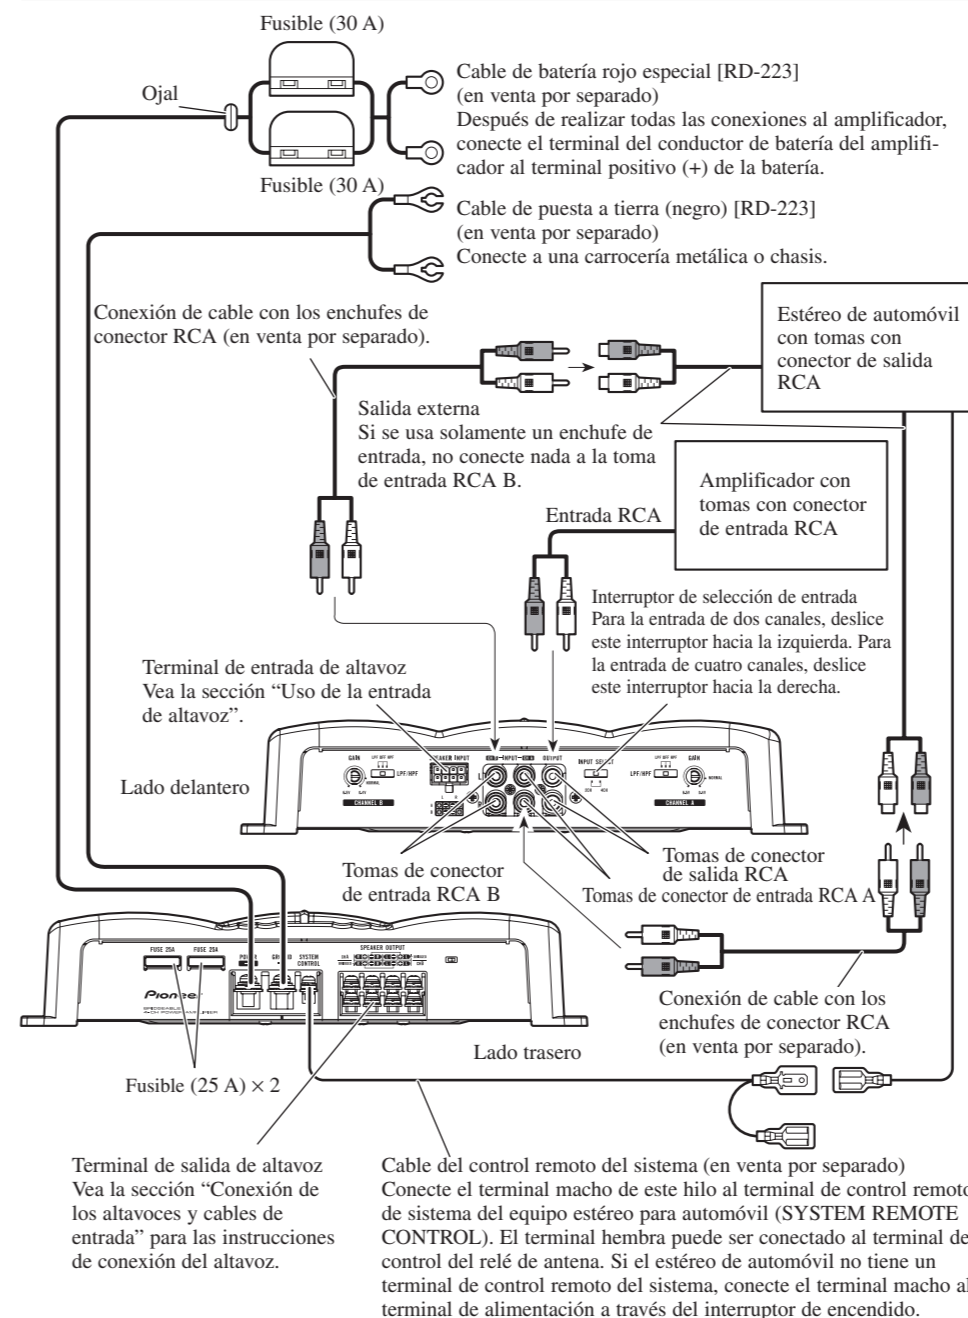 Fusible (30 A)
Ojal
Cable de batería rojo especial [RD-223]
(en venta por separado)
Después de realizar todas las conexiones al amplificador,
conecte el terminal del conductor de batería del amplifi-
cador al terminal positivo (+) de la batería.
Fusible (30 A)
Cable de puesta a tierra (negro) [RD-223]
(en venta por separado)
Conecte a una carrocería metálica o chasis.
Conexión de cable con los enchufes de
conector RCA (en venta por separado).
Estéreo de automóvil
con tomas con
conector de salida
RCA
Salida externa
Si se usa solamente un enchufe de
entrada, no conecte nada a la toma
de entrada RCA B.
Amplificador con
tomas con conector
de entrada RCA
Entrada RCA
Interruptor de selección de entrada
Para la entrada de dos canales, deslice
este interruptor hacia la izquierda. Para
la entrada de cuatro canales, deslice
este interruptor hacia la derecha.
Terminal de entrada de altavoz
Vea la sección “Uso de la entrada
de altavoz”.
Lado delantero
GAIN
LPF OFF HPF
LPF/HPF
NORMAL
CHANNEL B
SPEAKER INPUT
INPUT
OUTPUT
INPUT SELECT
2CH 4CH
LPF OFF HPF
LPF/HPF
GAIN
NORMAL
CHANNEL A
Tomas de conector
de entrada RCA B
Tomas de conector
de salida RCA
Tomas de conector de entrada RCA A
FUSE 25A FUSE 25A
POWER
GROUND
SYSTEM
CONTROL
SPEAKER OUTPUT
Pioneer
Lado trasero
Conexión de cable con los
enchufes de conector RCA
(en venta por separado).
Fusible (25 A) × 2
Terminal de salida de altavoz
Vea la sección “Conexión de
los altavoces y cables de
entrada” para las instrucciones
de conexión del altavoz.
Cable del control remoto del sistema (en venta por separado)
Conecte el terminal macho de este hilo al terminal de control remoto
de sistema del equipo estéreo para automóvil (SYSTEM REMOTE
CONTROL). El terminal hembra puede ser conectado al terminal de
control del relé de antena. Si el estéreo de automóvil no tiene un
terminal de control remoto del sistema, conecte el terminal macho al
terminal de alimentación a través del interruptor de encendido.